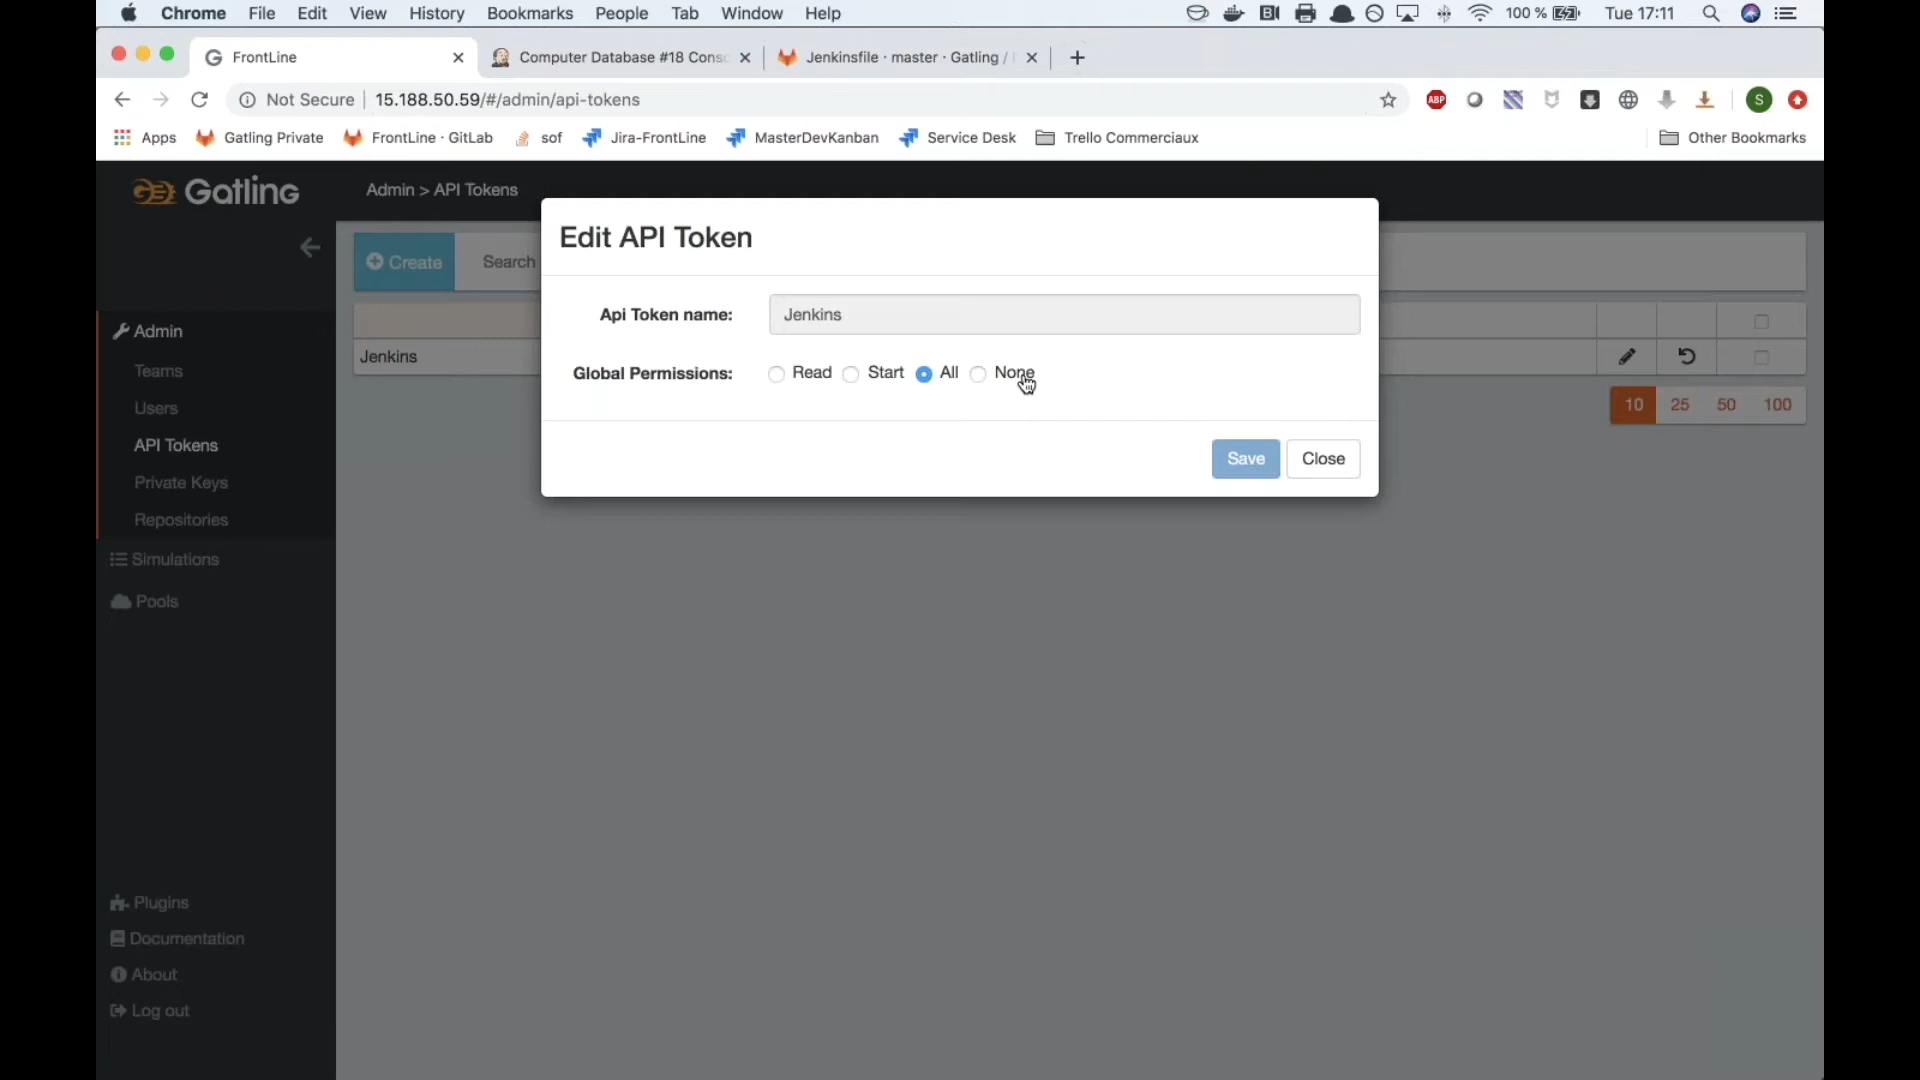 Chrome File Edit View History Bookmarks People Tab Window Help 100 % Tue 17:11
FrontLine Computer Database #18 Cons Jenkinsfile · master · Gatling /
Not Secure 15.188.50.59/#/admin/api-tokens ABP S
Apps Gatling Private FrontLine · GitLab sof Jira-FrontLine MasterDevKanban Service Desk Trello Commerciaux Other Bookmarks
Gatling Admin > API Tokens
Edit API Token
Create Search
Api Token name: Jenkins
Admin
Jenkins
Teams
Global Permissions: Read Start All None
Users
10 25 50 100
API Tokens
Save Close
Private Keys
Repositories
Simulations
Pools
Plugins
Documentation
About
Log out